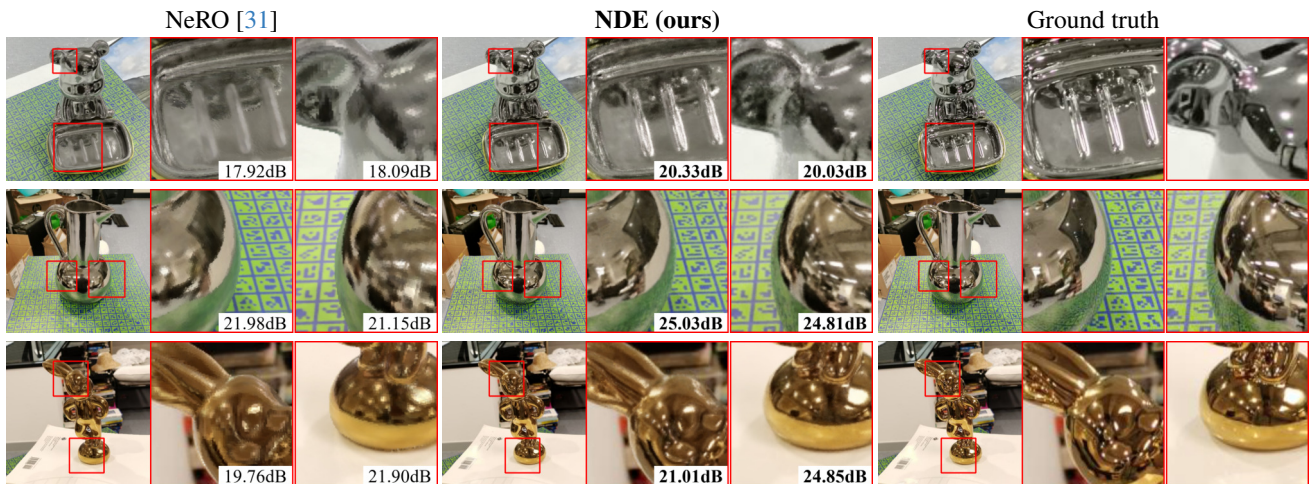 NeRO [31]
NDE (ours)
Ground truth
17.92dB
18.09dB
20.33dB
20.03dB
21.98dB
21.15dB
25.03dB
24.81dB
19.76dB
21.90dB
21.01dB
24.85dB